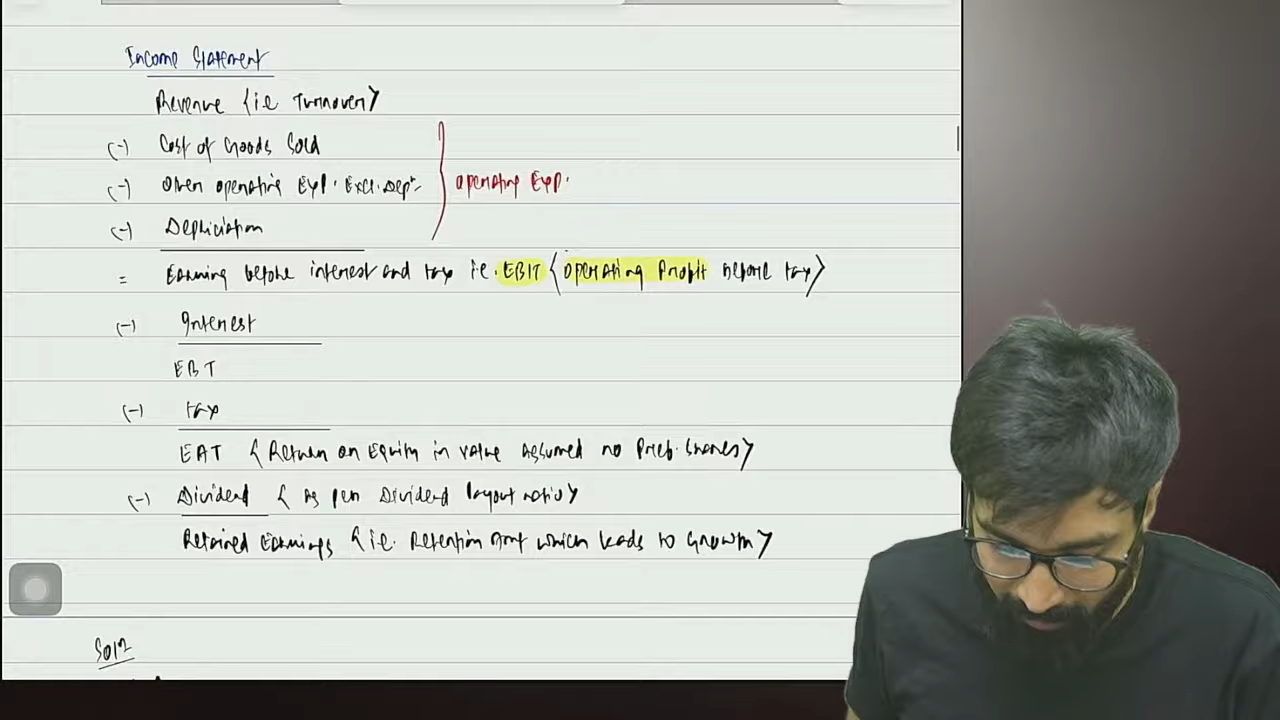 Income Statement
Revenue {i.e Turnover}
(-) Cost of Goods Sold
(-) Other operating Exp. Excl. Depn
Operating Exp.
(-) Depriciation
= Earning before interest and tax i.e. EBIT {Operating Profit before tax}
(-) Interest
EBT
(-) tax
EAT {Return on Equity in value assumed no Pref. Shares}
(-) Dividend {As per Dividend payout ratio}
Retained Earnings {i.e. Retention Amt which leads to Growth}
Soln